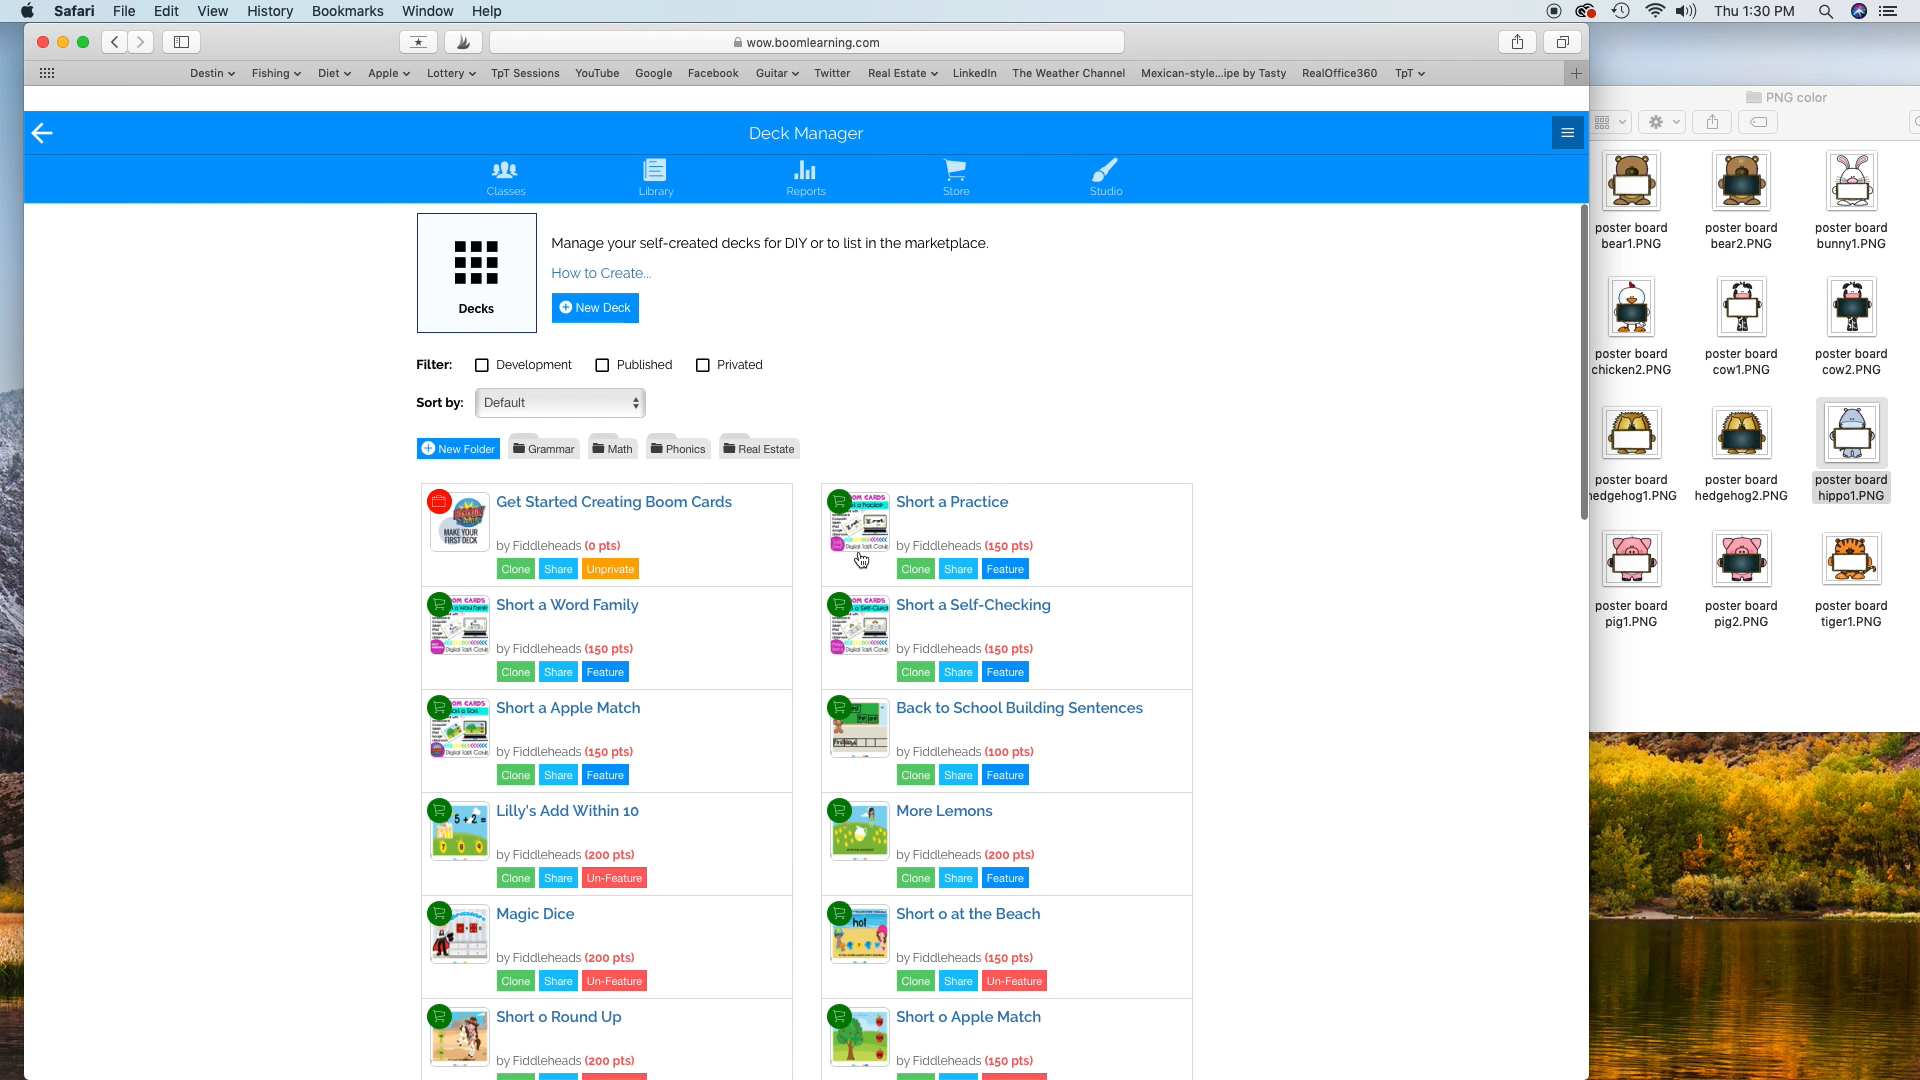 Safari File Edit View History Bookmarks Window Help Thu 1:30 PM
wow.boomlearning.com
Destin Fishing Diet Apple Lottery TpT Sessions YouTube Google Facebook Guitar Twitter Real Estate LinkedIn The Weather Channel Mexican-style...ipe by Tasty RealOffice360 TpT
PNG color
Deck Manager
Classes Library Reports Store Studio
Manage your self-created decks for DIY or to list in the marketplace.
How to Create...
Decks
New Deck
Filter: Development Published Privated
Sort by: Default
New Folder Grammar Math Phonics Real Estate
Get Started Creating Boom Cards
MAKE YOUR
FIRST DECK
by Fiddleheads (0 pts)
Clone Share Unprivate
Short a Practice
by Fiddleheads (150 pts)
Clone Share Feature
Short a Word Family
by Fiddleheads (150 pts)
Clone Share Feature
Short a Self-Checking
by Fiddleheads (150 pts)
Clone Share Feature
Short a Apple Match
by Fiddleheads (150 pts)
Clone Share Feature
Back to School Building Sentences
by Fiddleheads (100 pts)
Clone Share Feature
Lilly's Add Within 10
5 + 2 =
by Fiddleheads (200 pts)
Clone Share Un-Feature
More Lemons
by Fiddleheads (200 pts)
Clone Share Feature
Magic Dice
by Fiddleheads (200 pts)
Clone Share Un-Feature
Short o at the Beach
by Fiddleheads (150 pts)
Clone Share Un-Feature
Short o Round Up
by Fiddleheads (200 pts)
Short o Apple Match
by Fiddleheads (150 pts)
poster board
bear1.PNG
poster board
bear2.PNG
poster board
bunny1.PNG
poster board
chicken2.PNG
poster board
cow1.PNG
poster board
cow2.PNG
poster board
hedgehog1.PNG
poster board
hedgehog2.PNG
poster board
hippo1.PNG
poster board
pig1.PNG
poster board
pig2.PNG
poster board
tiger1.PNG